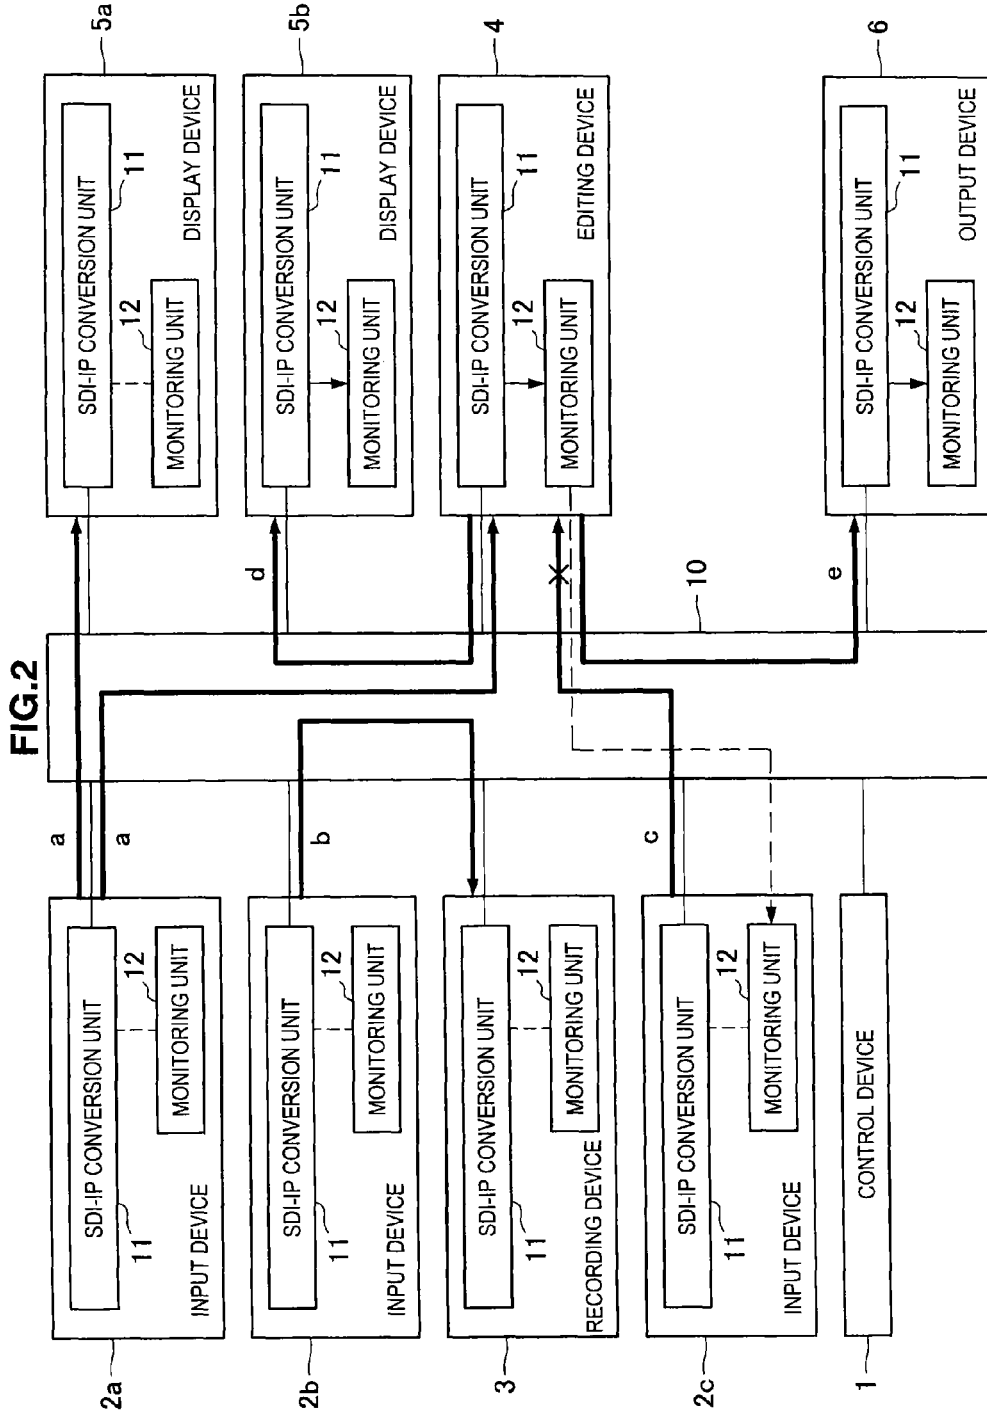 FIG.2
5a
SDI-IP CONVERSION UNIT
11
12
MONITORING UNIT
DISPLAY DEVICE
5b
SDI-IP CONVERSION UNIT
11
12
MONITORING UNIT
DISPLAY DEVICE
4
SDI-IP CONVERSION UNIT
11
12
MONITORING UNIT
EDITING DEVICE
6
SDI-IP CONVERSION UNIT
11
12
MONITORING UNIT
OUTPUT DEVICE
d
e
10
a
a
b
c
2a
SDI-IP CONVERSION UNIT
11
12
MONITORING UNIT
INPUT DEVICE
2b
SDI-IP CONVERSION UNIT
11
12
MONITORING UNIT
INPUT DEVICE
3
SDI-IP CONVERSION UNIT
11
12
MONITORING UNIT
RECORDING DEVICE
2c
SDI-IP CONVERSION UNIT
11
12
MONITORING UNIT
INPUT DEVICE
1
CONTROL DEVICE